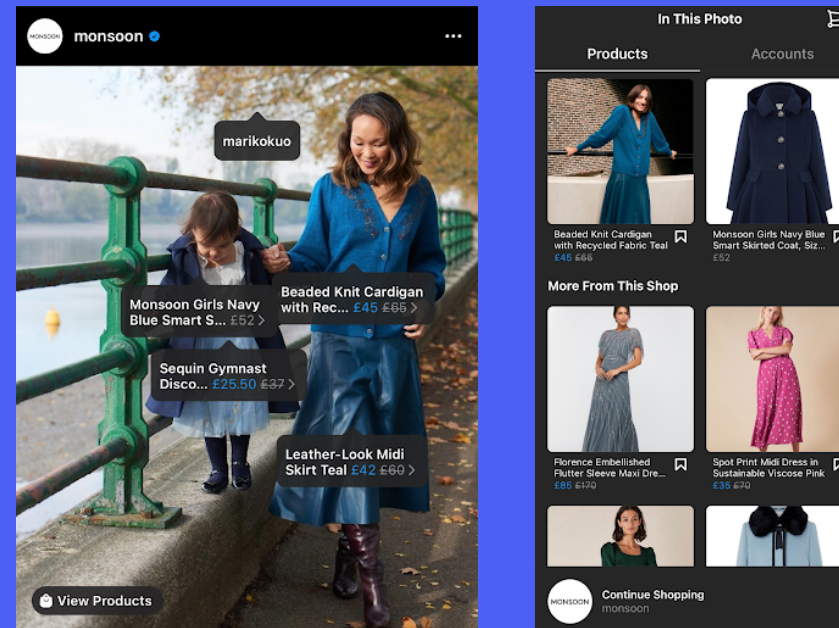 MONSOON
monsoon
marikokuo
Beaded Knit Cardigan
with Rec... £45 £65 >
Monsoon Girls Navy
Blue Smart S... £52 >
Sequin Gymnast
Disco... £25.50 £37 >
Leather-Look Midi
Skirt Teal £42 £60 >
View Products
In This Photo
Products
Accounts
Beaded Knit Cardigan
with Recycled Fabric Teal
£45 £65
Monsoon Girls Navy Blue
Smart Skirted Coat, Siz...
£52
More From This Shop
Florence Embellished
Flutter Sleeve Maxi Dre...
£85 £170
Spot Print Midi Dress in
Sustainable Viscose Pink
£35 £70
MONSOON
Continue Shopping
monsoon